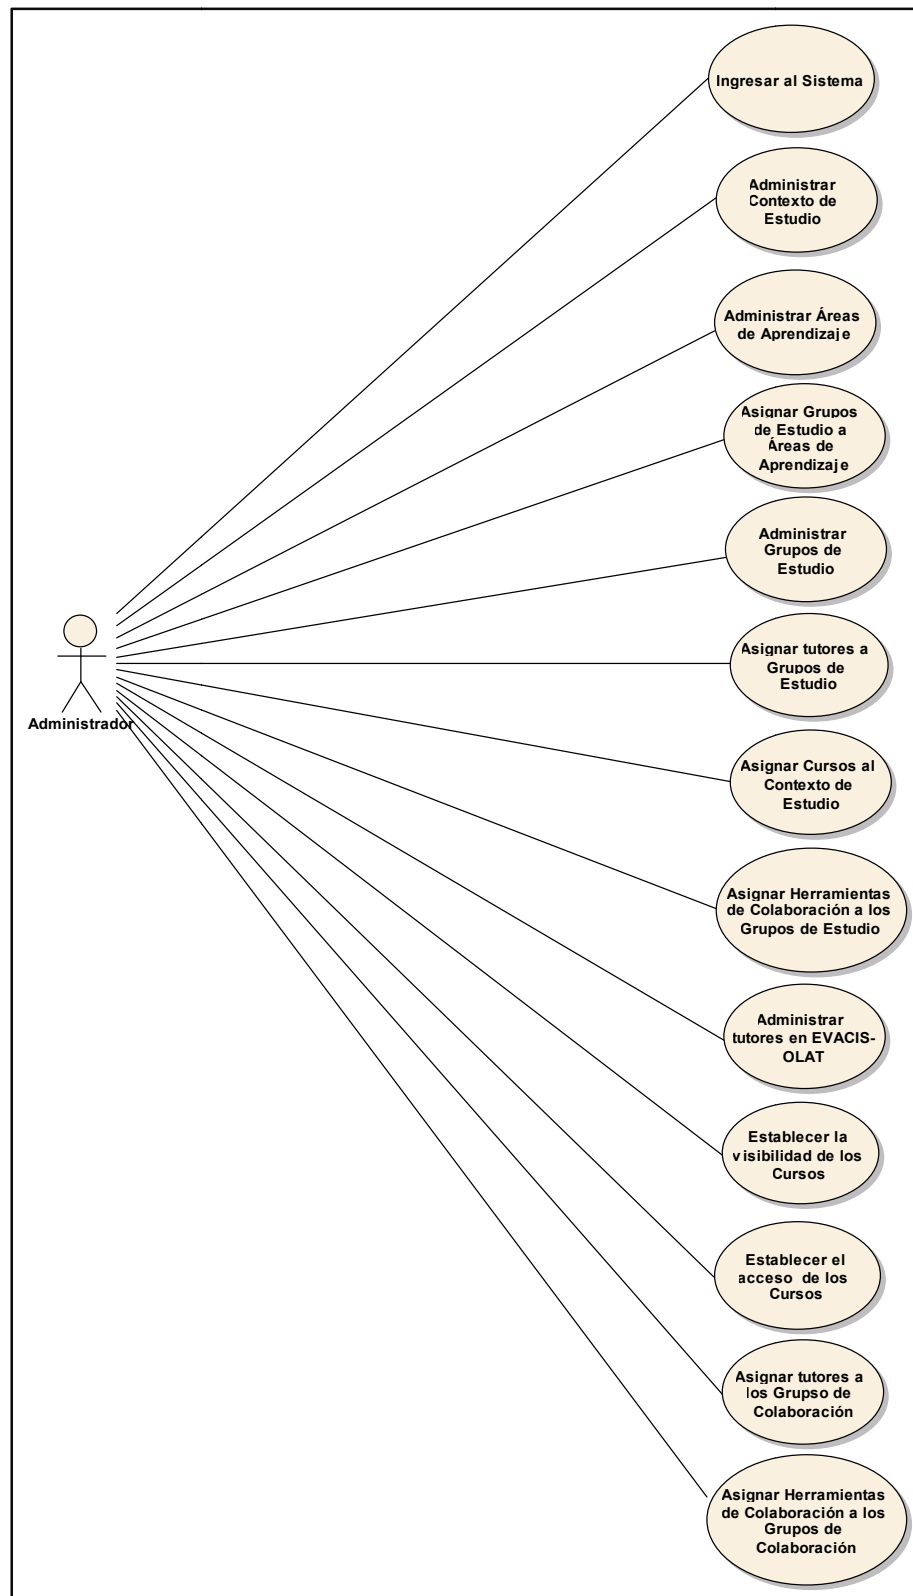 Ingresar al Sistema
Administrar
Contexto de
Estudio
Administrar Áreas
de Aprendizaje
Asignar Grupos
de Estudio a
Áreas de
Aprendizaje
Administrar
Grupos de
Estudio
Asignar tutores a
Grupos de
Estudio
Administrador
Asignar Cursos al
Contexto de
Estudio
Asignar Herramientas
de Colaboración a los
Grupos de Estudio
Administrar
tutores en EVACIS-
OLAT
Establecer la
visibilidad de los
Cursos
Establecer el
acceso de los
Cursos
Asignar tutores a
los Grupso de
Colaboración
Asignar Herramientas
de Colaboración a los
Grupos de
Colaboración